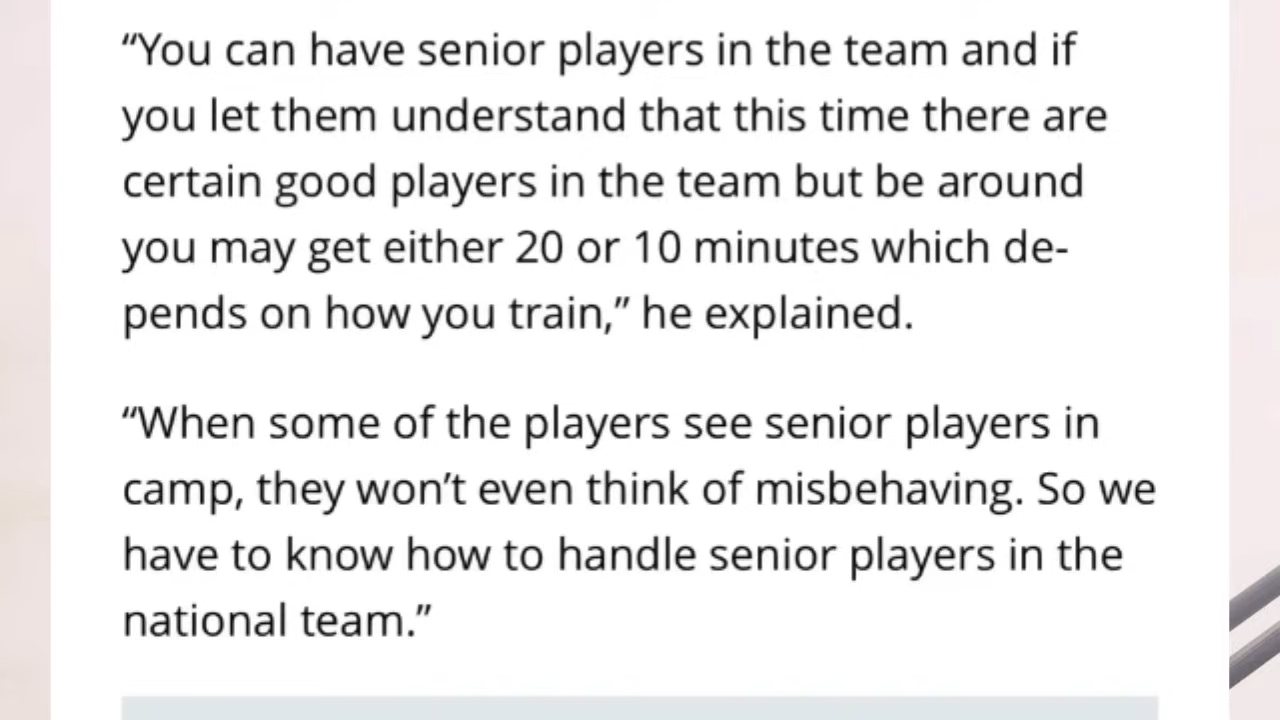 “You can have senior players in the team and if
you let them understand that this time there are
certain good players in the team but be around
you may get either 20 or 10 minutes which de-
pends on how you train,” he explained.
“When some of the players see senior players in
camp, they won’t even think of misbehaving. So we
have to know how to handle senior players in the
national team.”